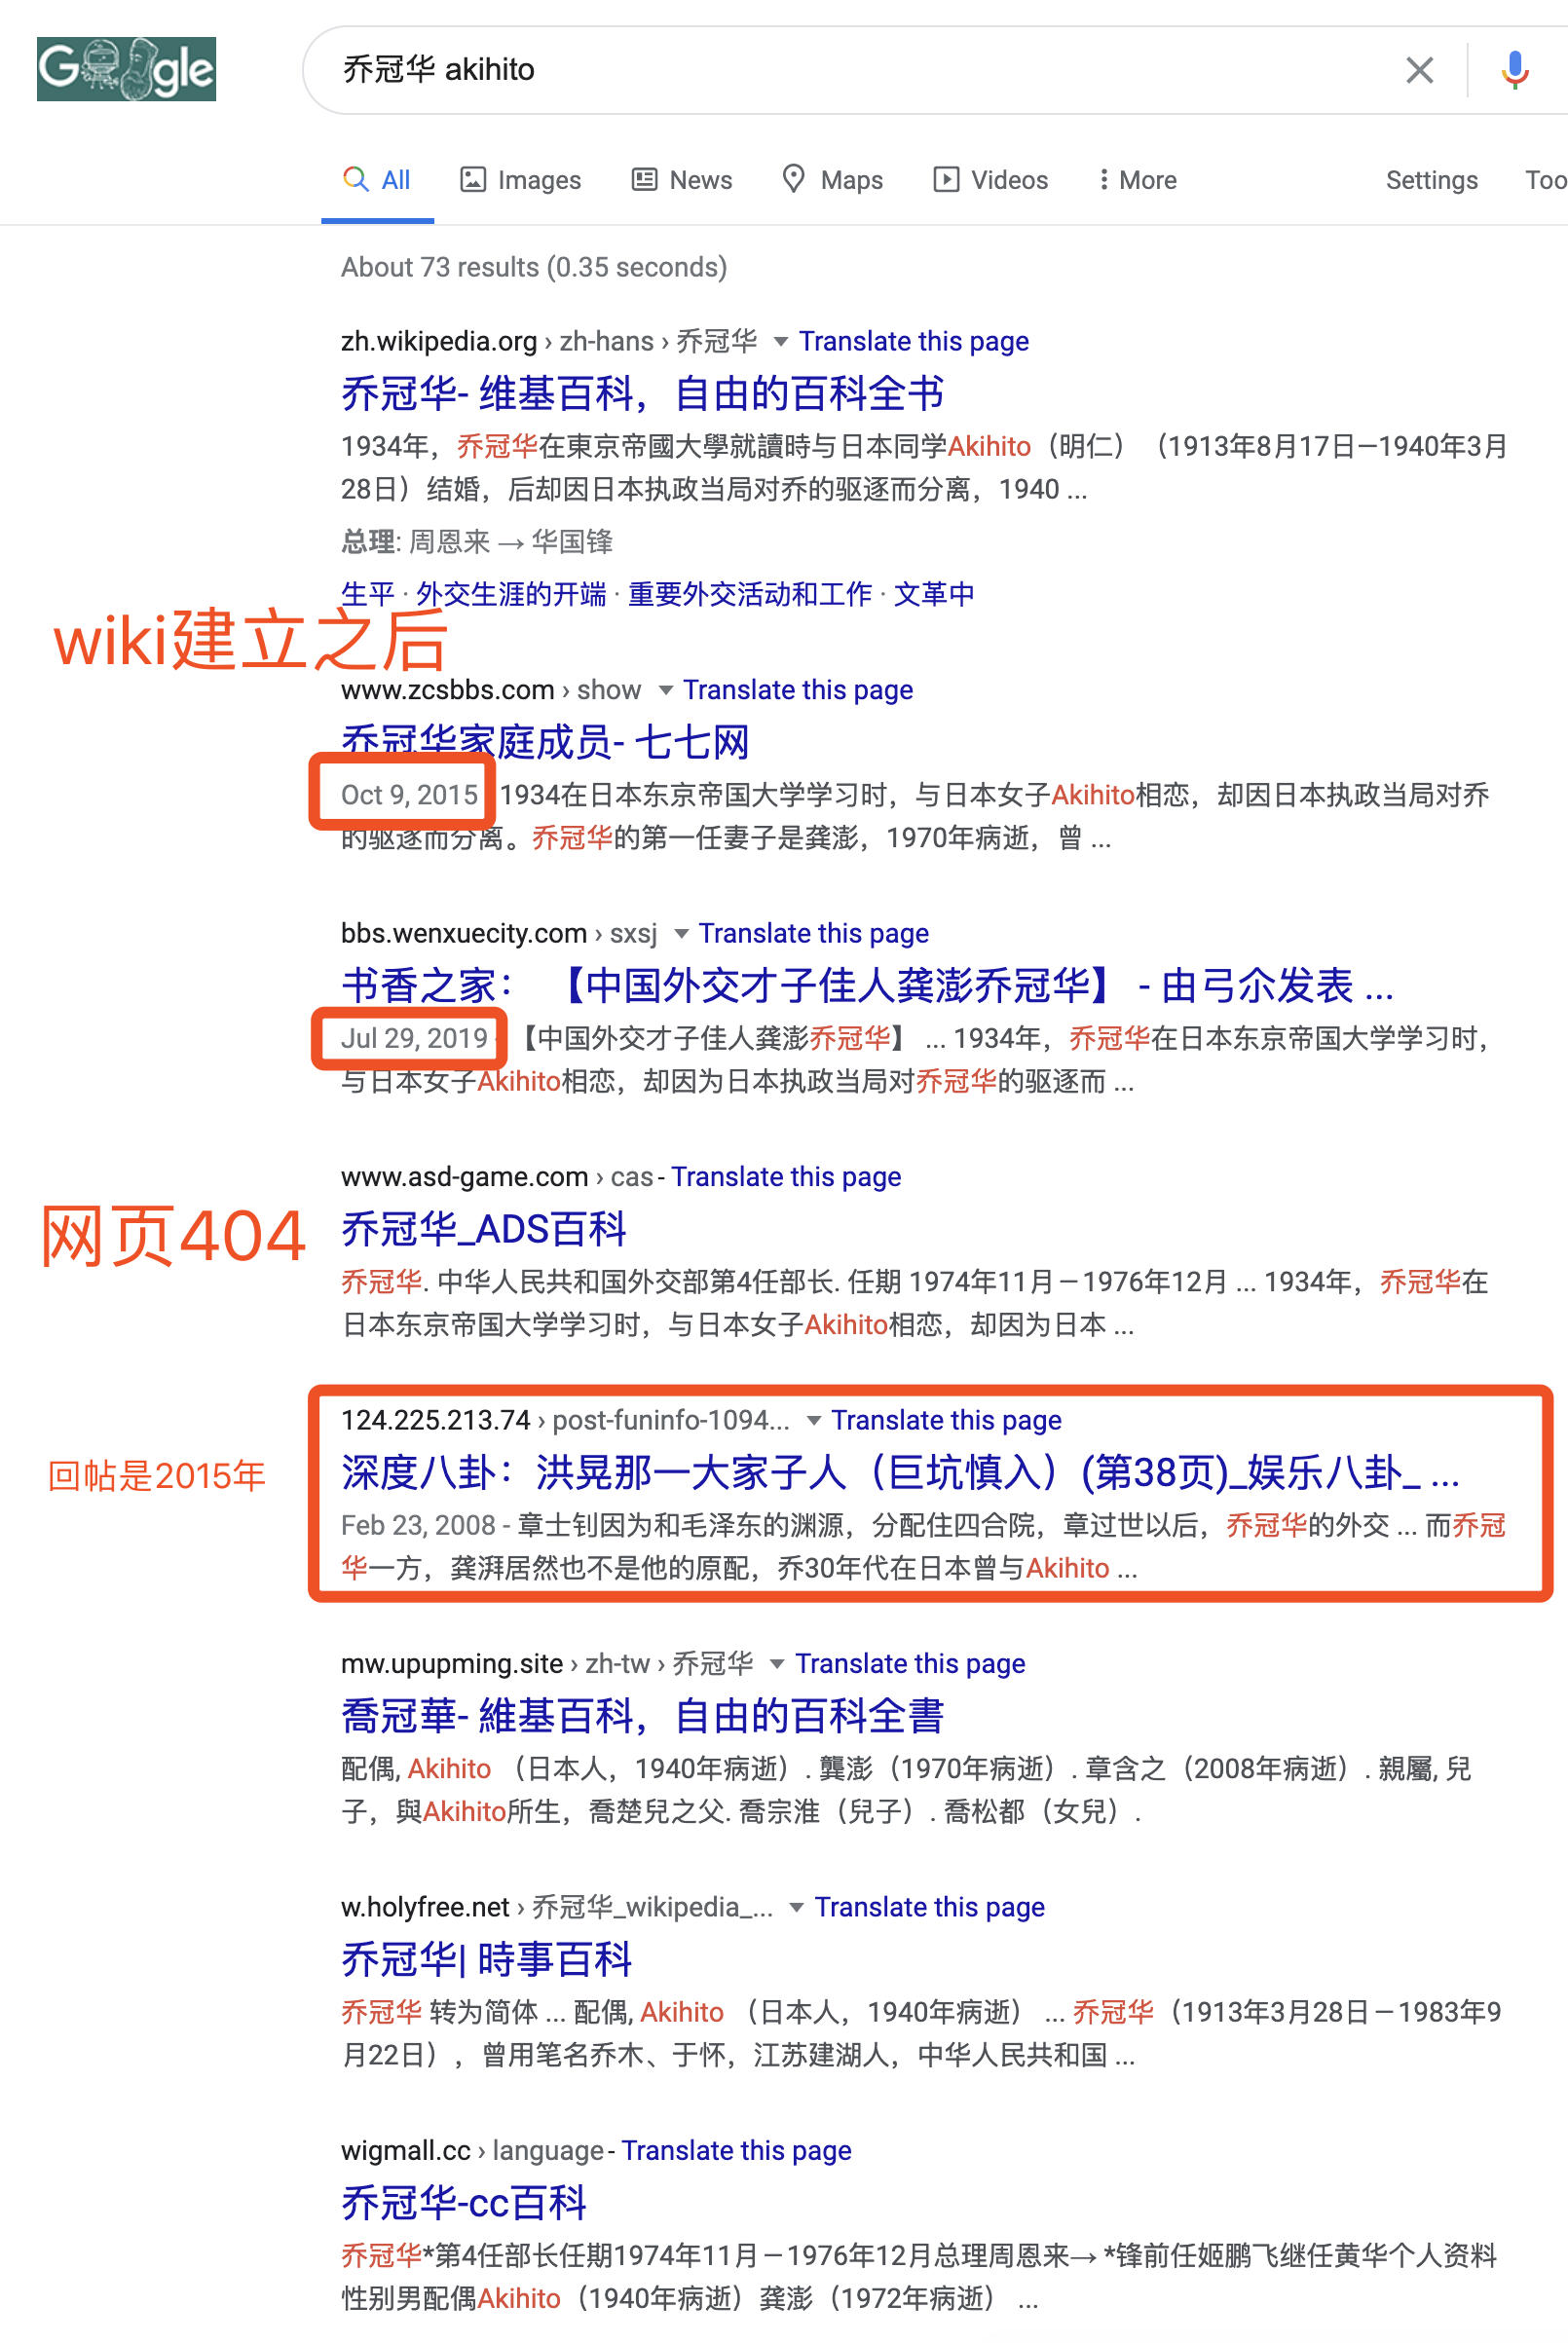 Google
乔冠华 akihito
All Images News Maps Videos More Settings Too
About 73 results (0.35 seconds)
zh.wikipedia.org › zh-hans › 乔冠华 Translate this page
乔冠华- 维基百科，自由的百科全书
1934年，乔冠华在東京帝國大學就讀時与日本同学Akihito（明仁）（1913年8月17日—1940年3月
28日）结婚，后却因日本执政当局对乔的驱逐而分离，1940 ...
总理: 周恩来 → 华国锋
生平 · 外交生涯的开端 · 重要外交活动和工作 · 文革中
wiki建立之后
www.zcsbbs.com › show Translate this page
乔冠华家庭成员- 七七网
Oct 9, 2015 1934在日本东京帝国大学学习时，与日本女子Akihito相恋，却因日本执政当局对乔
的驱逐而分离。乔冠华的第一任妻子是龚澎，1970年病逝，曾 ...
bbs.wenxuecity.com › sxsj Translate this page
书香之家： 【中国外交才子佳人龚澎乔冠华】 - 由弓尒发表 ...
Jul 29, 2019 - 【中国外交才子佳人龚澎乔冠华】 ... 1934年，乔冠华在日本东京帝国大学学习时，
与日本女子Akihito相恋，却因为日本执政当局对乔冠华的驱逐而 ...
www.asd-game.com › cas - Translate this page
网页404
乔冠华_ADS百科
乔冠华. 中华人民共和国外交部第4任部长. 任期 1974年11月－1976年12月 ... 1934年，乔冠华在
日本东京帝国大学学习时，与日本女子Akihito相恋，却因为日本 ...
124.225.213.74 › post-funinfo-1094... Translate this page
回帖是2015年
深度八卦：洪晃那一大家子人（巨坑慎入）(第38页)_娱乐八卦_ ...
Feb 23, 2008 - 章士钊因为和毛泽东的渊源，分配住四合院，章过世以后，乔冠华的外交 ... 而乔冠
华一方，龚湃居然也不是他的原配，乔30年代在日本曾与Akihito ...
mw.upupming.site › zh-tw › 乔冠华 Translate this page
喬冠華- 維基百科，自由的百科全書
配偶, Akihito （日本人，1940年病逝）. 龔澎（1970年病逝）. 章含之（2008年病逝）. 親屬, 兒
子，與Akihito所生，喬楚兒之父. 喬宗淮（兒子）. 喬松都（女兒）.
w.holyfree.net › 乔冠华_wikipedia_... Translate this page
乔冠华| 時事百科
乔冠华 转为简体 ... 配偶, Akihito （日本人，1940年病逝） ... 乔冠华（1913年3月28日－1983年9
月22日），曾用笔名乔木、于怀，江苏建湖人，中华人民共和国 ...
wigmall.cc › language - Translate this page
乔冠华-cc百科
乔冠华*第4任部长任期1974年11月－1976年12月总理周恩来→ *锋前任姬鹏飞继任黄华个人资料
性别男配偶Akihito（1940年病逝）龚澎（1972年病逝） ...